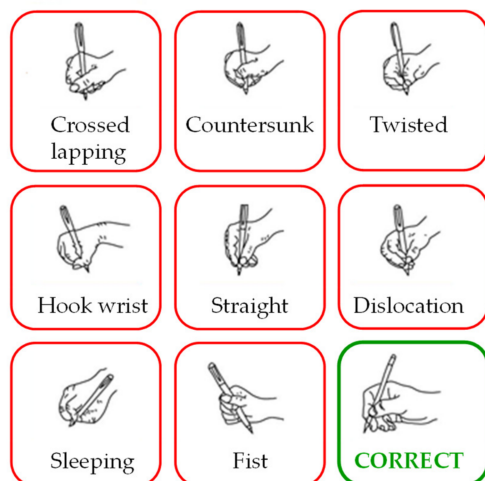 Crossed
lapping
Countersunk
Twisted
Hook wrist
Straight
Dislocation
Sleeping
Fist
CORRECT